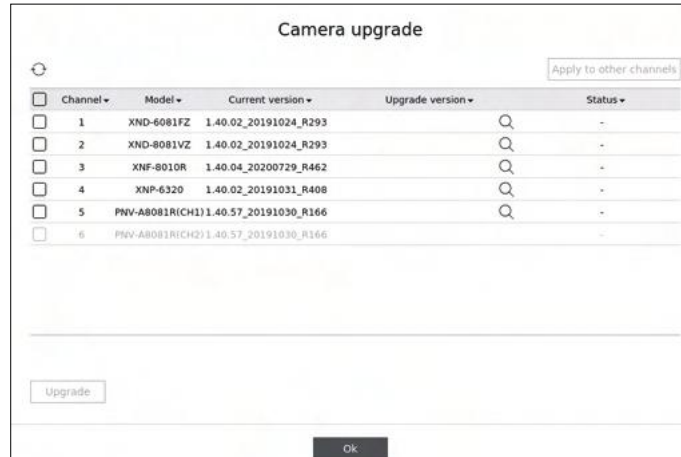 Camera upgrade
Apply to other channels
Channel Model Current version Upgrade version Status
1 XND-6081FZ 1.40.02_20191024_R293 -
2 XND-8081VZ 1.40.02_20191024_R293 -
3 XNF-8010R 1.40.04_20200729_R462 -
4 XNP-6320 1.40.02_20191031_R408 -
5 PNV-A8081R(CH1) 1.40.57_20191030_R166 -
6 PNV-A8081R(CH2) 1.40.57_20191030_R166 -
Upgrade
Ok